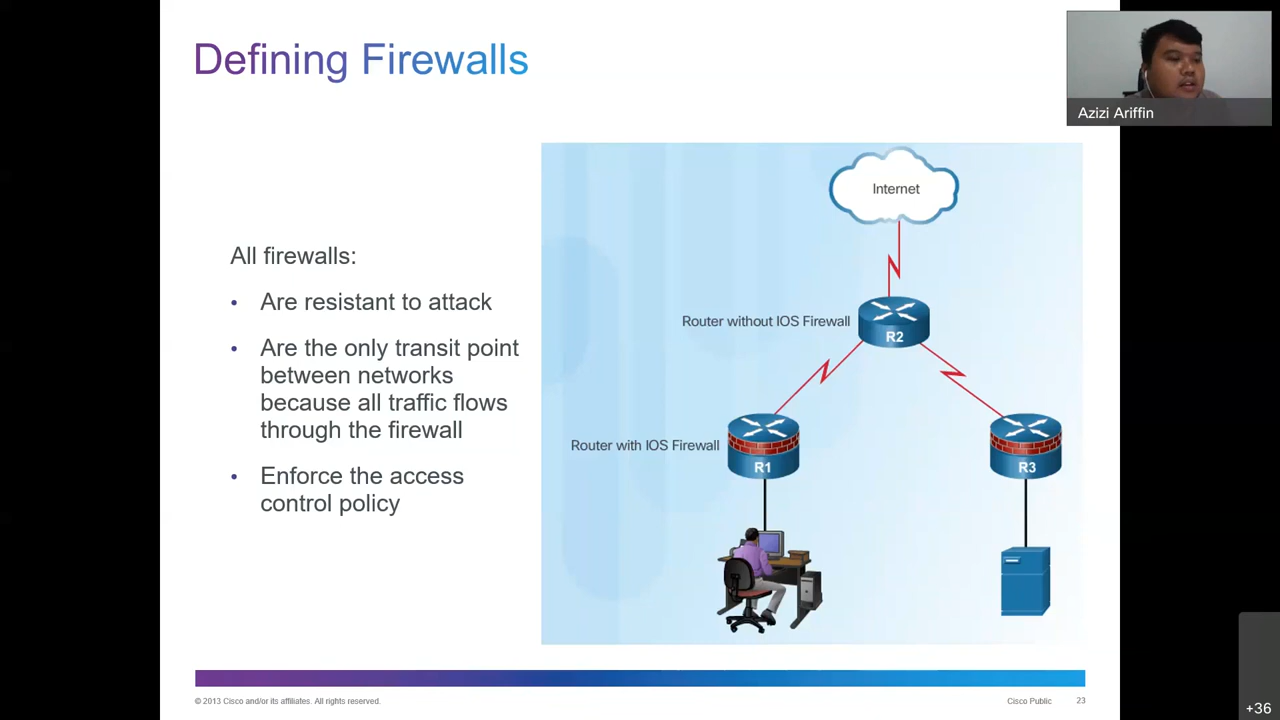 Defining Firewalls
Azizi Ariffin
All firewalls:
• Are resistant to attack
• Are the only transit point
between networks
because all traffic flows
through the firewall
• Enforce the access
control policy
Internet
Router without IOS Firewall
R2
Router with IOS Firewall
R1
R3
© 2013 Cisco and/or its affiliates. All rights reserved.
Cisco Public
23
+36